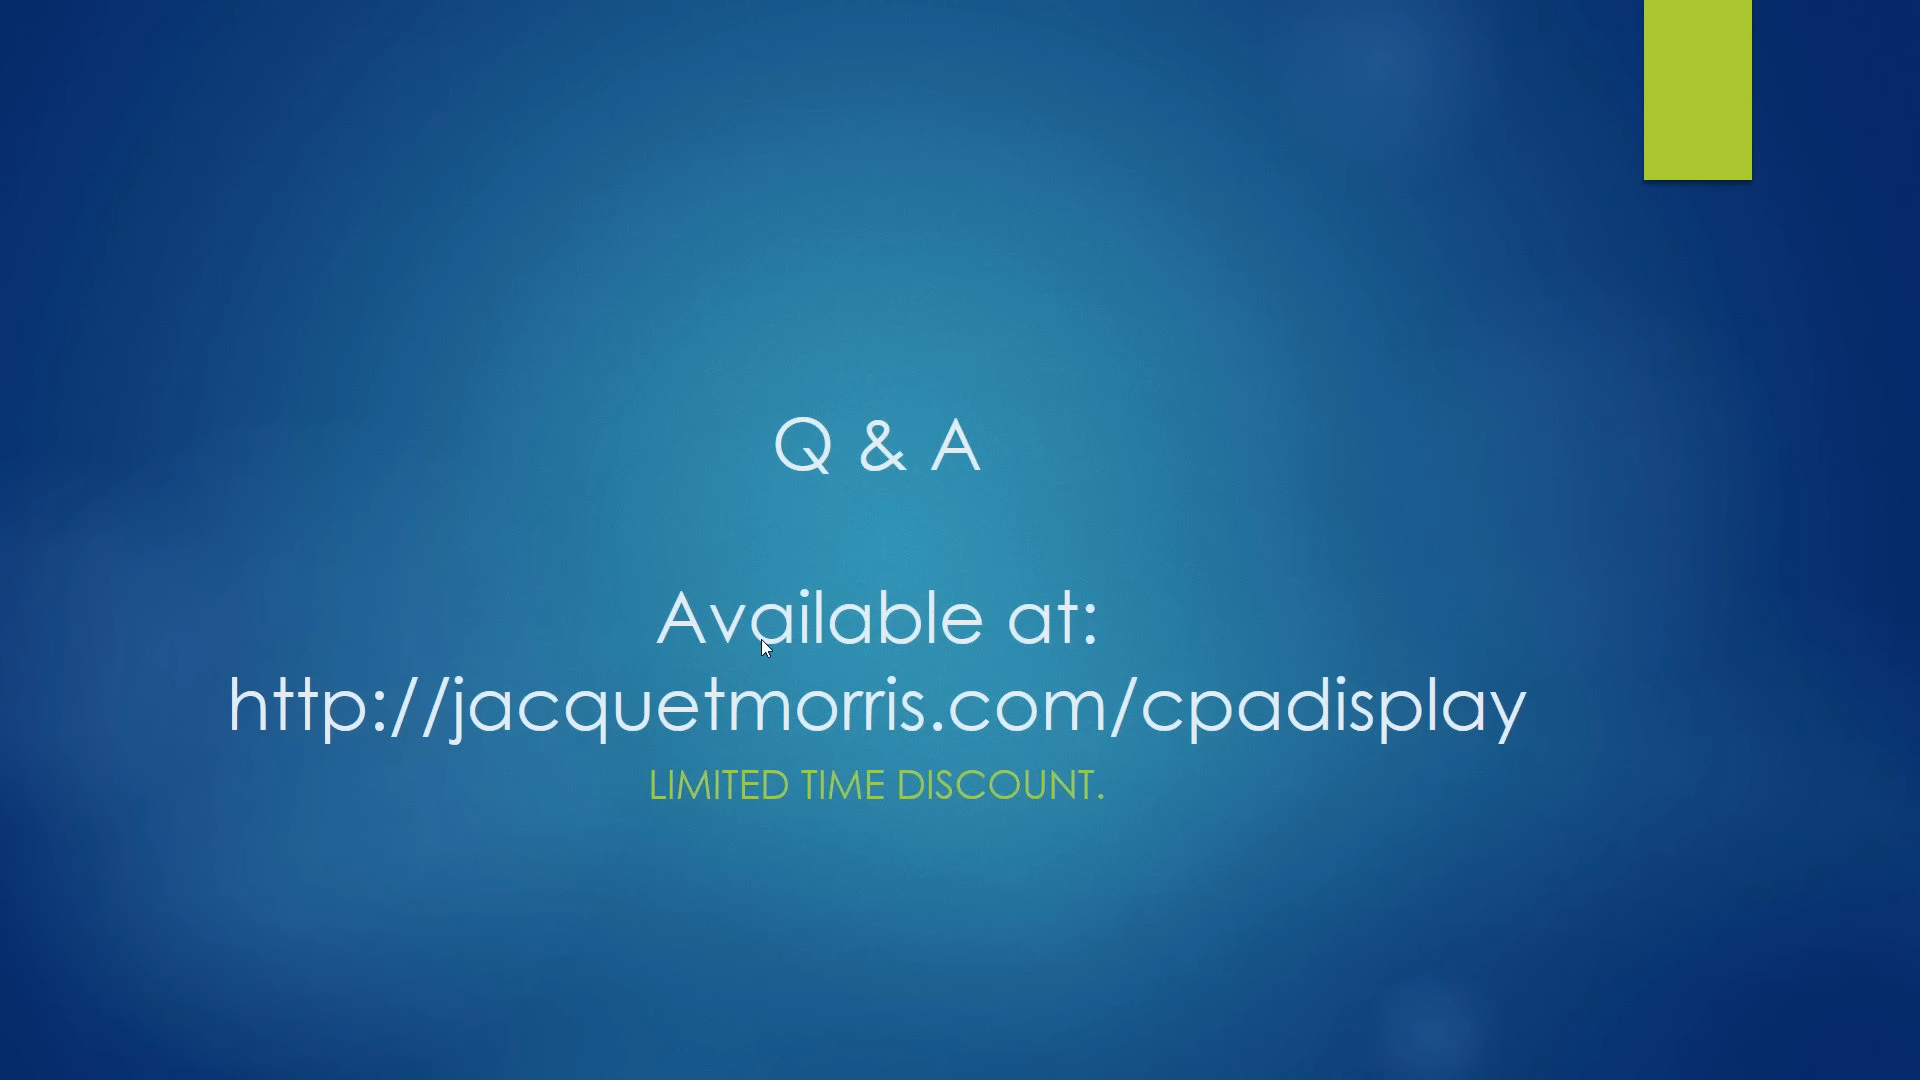 Q & A
Available at:
http://jacquetmorris.com/cpadisplay
LIMITED TIME DISCOUNT.